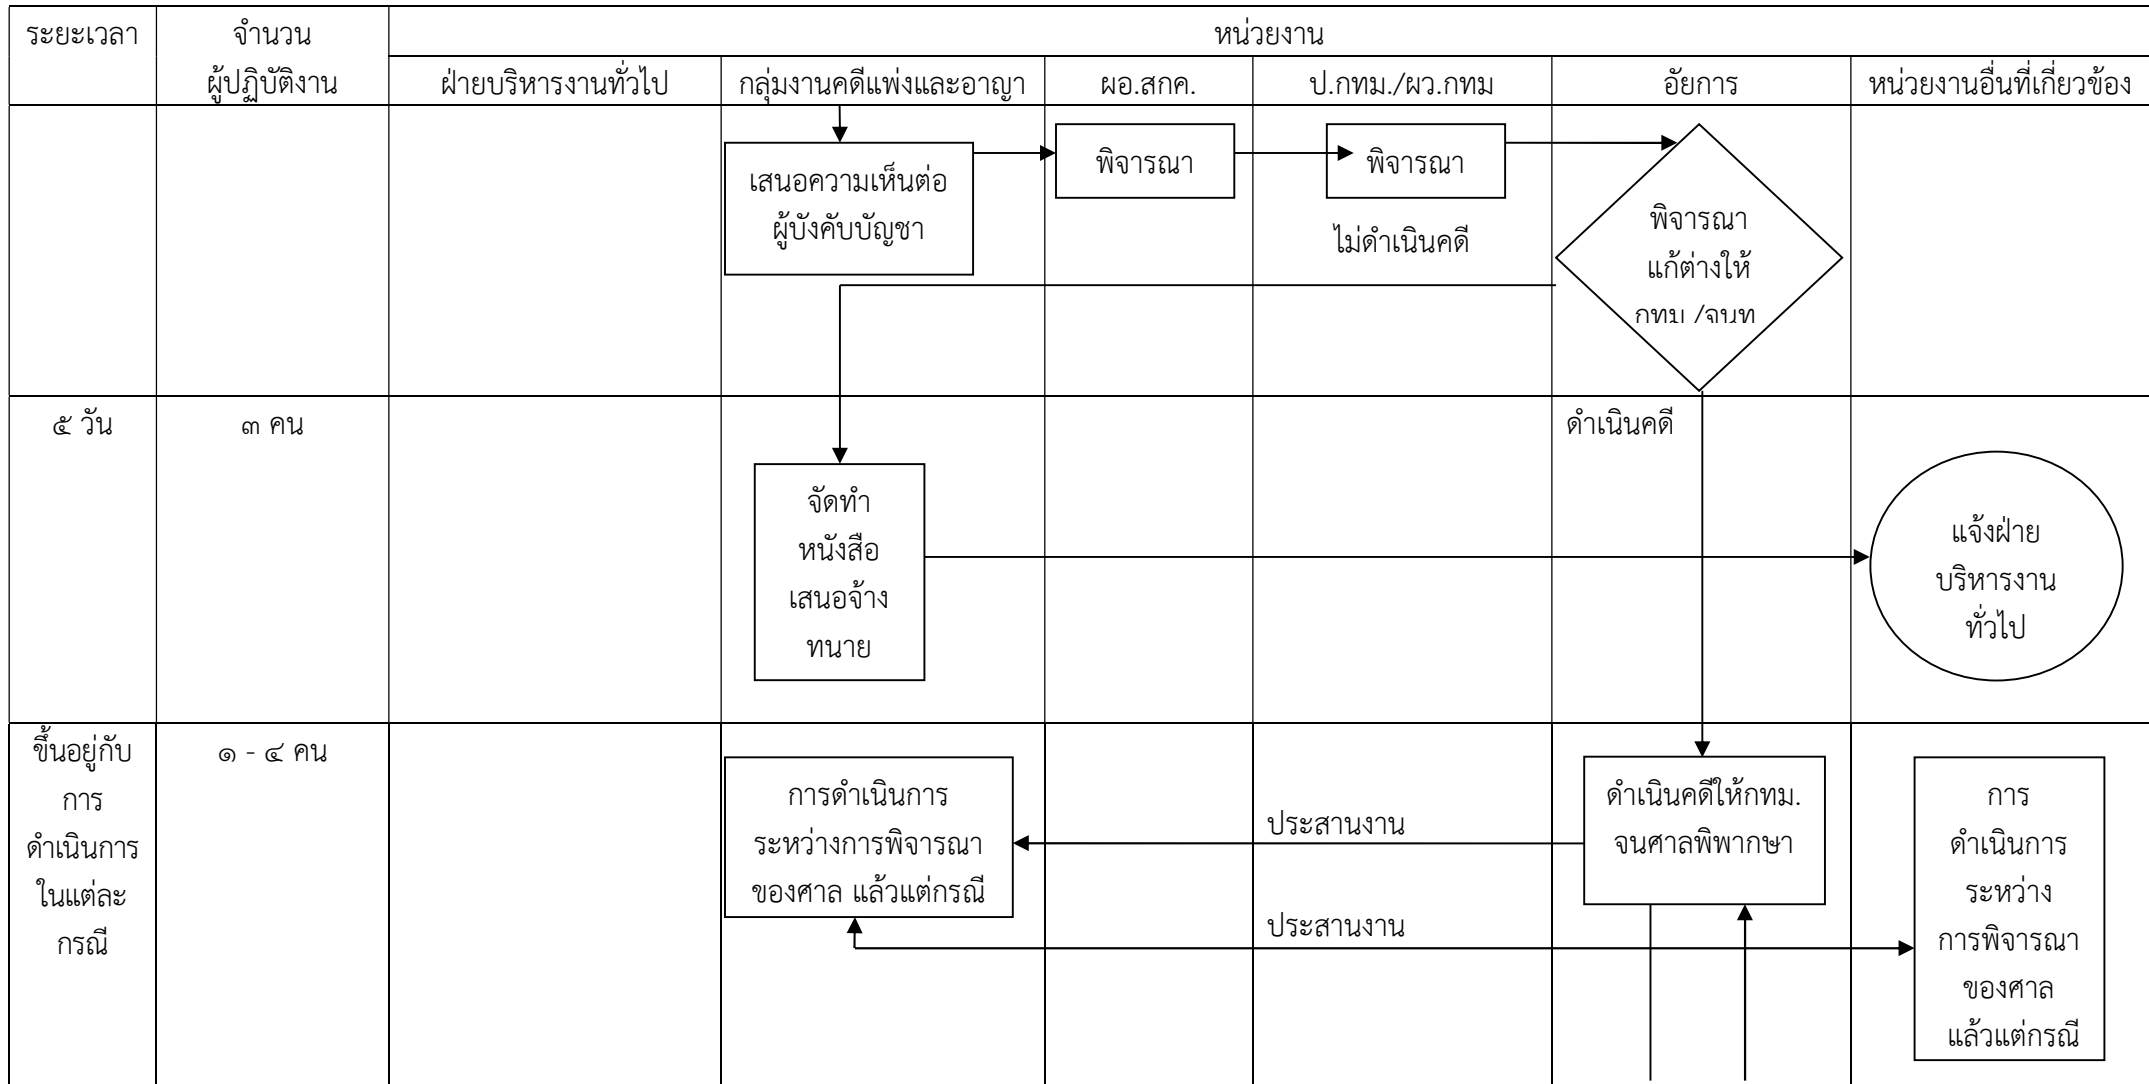 ระยะเวลา
จำนวน
ผู้ปฏิบัติงาน
หน่วยงาน
ฝ่ายบริหารงานทั่วไป
กลุ่มงานคดีแพ่งและอาญา
ผอ.สกค.
ป.กทม./ผว.กทม
อัยการ
หน่วยงานอื่นที่เกี่ยวข้อง
เสนอความเห็นต่อ
ผู้บังคับบัญชา
พิจารณา
พิจารณา
ไม่ดำเนินคดี
พิจารณา
แก้ต่างให้
กทม /จนท
๕ วัน
๓ คน
ดำเนินคดี
จัดทำ
หนังสือ
เสนอจ้าง
ทนาย
แจ้งฝ่าย
บริหารงาน
ทั่วไป
ขึ้นอยู่กับ
การ
ดำเนินการ
ในแต่ละ
กรณี
๑ - ๔ คน
การดำเนินการ
ระหว่างการพิจารณา
ของศาล แล้วแต่กรณี
ประสานงาน
ประสานงาน
ดำเนินคดีให้กทม.
จนศาลพิพากษา
การ
ดำเนินการ
ระหว่าง
การพิจารณา
ของศาล
แล้วแต่กรณี